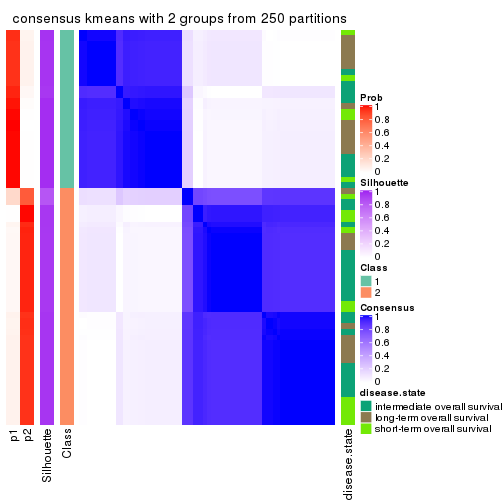 consensus kmeans with 2 groups from 250 partitions
Prob
1
0.8
0.6
0.4
0.2
0
Silhouette
1
0.8
0.6
0.4
0.2
0
Class
1
2
Consensus
1
0.8
0.6
0.4
0.2
0
disease.state
intermediate overall survival
long-term overall survival
short-term overall survival
p1
p2
Silhouette
Class
disease.state